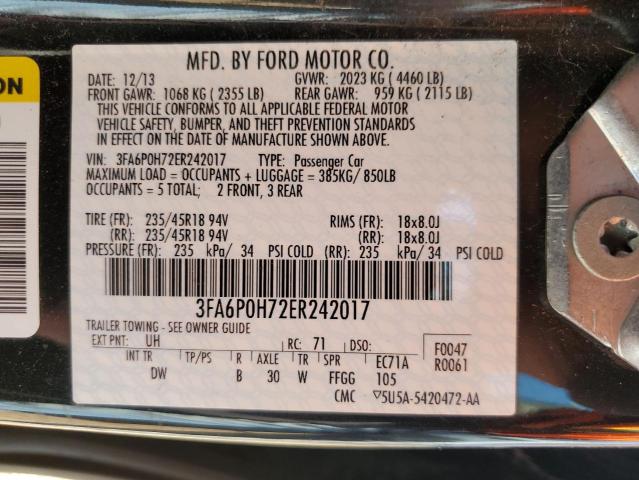 ON
MFD. BY FORD MOTOR CO.
DATE: 12/13 GVWR: 2023 KG ( 4460 LB)
FRONT GAWR: 1068 KG ( 2355 LB) REAR GAWR: 959 KG ( 2115 LB)
THIS VEHICLE CONFORMS TO ALL APPLICABLE FEDERAL MOTOR
VEHICLE SAFETY, BUMPER, AND THEFT PREVENTION STANDARDS
IN EFFECT ON THE DATE OF MANUFACTURE SHOWN ABOVE.
VIN: 3FA6P0H72ER242017 TYPE: Passenger Car
MAXIMUM LOAD = OCCUPANTS + LUGGAGE = 385KG/ 850LB
OCCUPANTS = 5 TOTAL; 2 FRONT, 3 REAR
TIRE (FR): 235/45R18 94V RIMS (FR): 18x8.0J
(RR): 235/45R18 94V (RR): 18x8.0J
PRESSURE (FR): 235 kPa/ 34 PSI COLD (RR): 235 kPa/ 34 PSI COLD
3FA6P0H72ER242017
TRAILER TOWING - SEE OWNER GUIDE
EXT PNT: UH RC: 71 DSO: F0047
INT TR TP/PS R AXLE TR SPR EC71A R0061
DW B 30 W FFGG 105
CMC ▽5U5A-5420472-AA